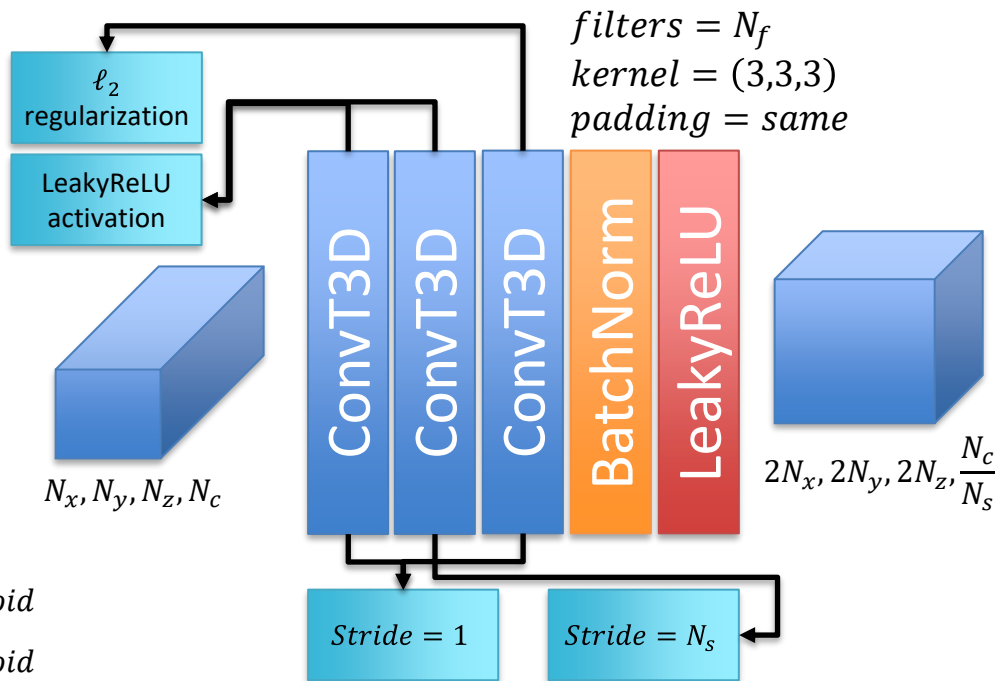 filters = N_f
kernel = (3,3,3)
padding = same
ℓ_2
regularization
LeakyReLU
activation
ConvT3D
ConvT3D
ConvT3D
BatchNorm
LeakyReLU
N_x, N_y, N_z, N_c
2N_x, 2N_y, 2N_z, N_c/N_s
Stride = 1
Stride = N_s